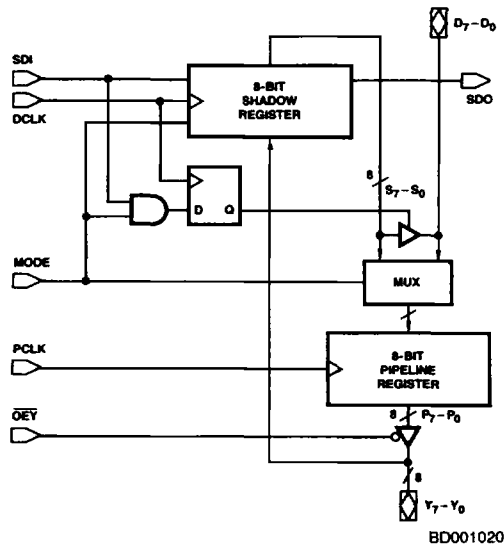 D₇–D₀
SDI
DCLK
8-BIT
SHADOW
REGISTER
SDO
8
S₇–S₀
D Q
MODE
MUX
PCLK
8-BIT
PIPELINE
REGISTER
8 P₇–P₀
O̅E̅Y̅
8
Y₇–Y₀
BD001020